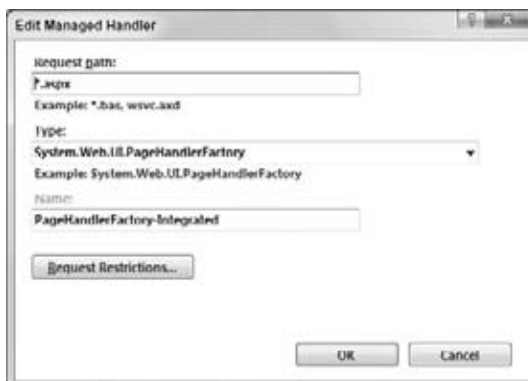 Edit Managed Handler
Request path:
*.aspx
Example: *.bas, wsvc.axd
Type:
System.Web.UI.PageHandlerFactory
Example: System.Web.UI.PageHandlerFactory
Name:
PageHandlerFactory-Integrated
Request Restrictions...
OK
Cancel